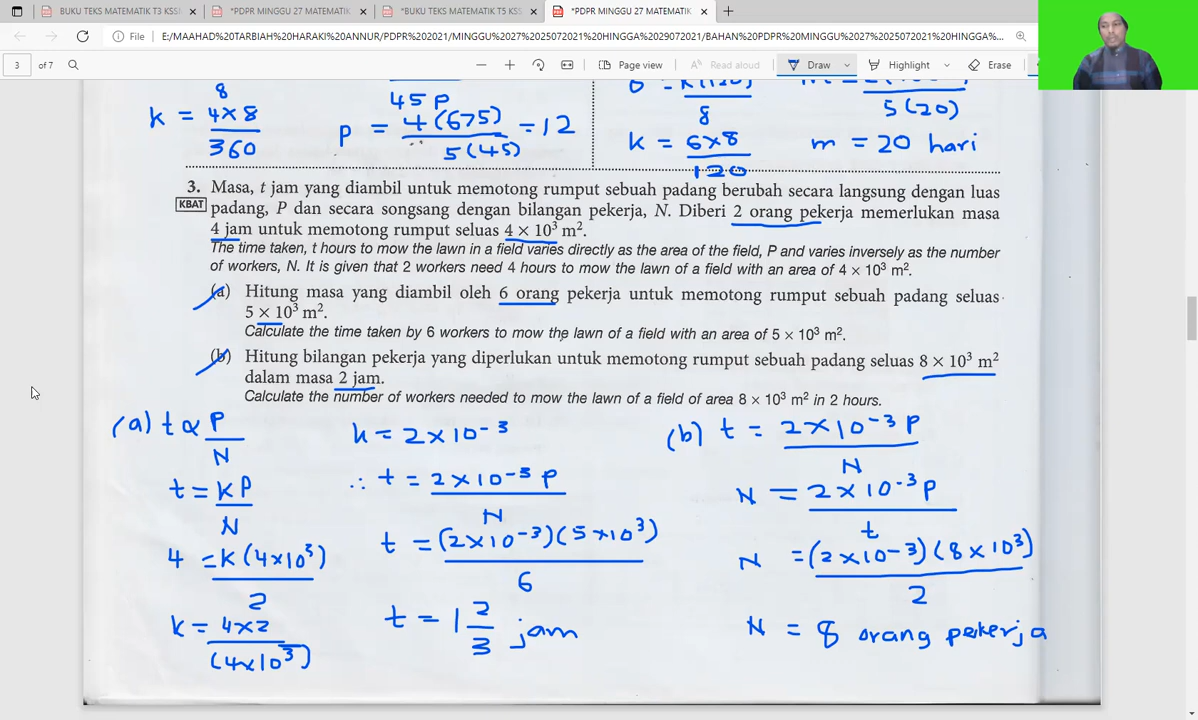 BUKU TEKS MATEMATIK T3 KSSM
*PDPR MINGGU 27 MATEMATIK
*BUKU TEKS MATEMATIK T5 KSS
*PDPR MINGGU 27 MATEMATIK
File
E:/MAAHAD%20TARBIAH%20HARAKI%20ANNUR/PDPR%202021/MINGGU%2027%2025072021%20HINGGA%2029072021/BAHAN%20PDPR%20MINGGU%2027%2025072021%20HINGGA%...
3 of 7
Page view
Read aloud
Draw
Highlight
Erase
8
k = 4×8
360
45 P
P = 4(675) = 12
5(45)
8
k = 6×8
120
5(20)
m = 20 hari
3. Masa, t jam yang diambil untuk memotong rumput sebuah padang berubah secara langsung dengan luas
KBAT padang, P dan secara songsang dengan bilangan pekerja, N. Diberi 2 orang pekerja memerlukan masa
4 jam untuk memotong rumput seluas 4 × 10³ m².
The time taken, t hours to mow the lawn in a field varies directly as the area of the field, P and varies inversely as the number
of workers, N. It is given that 2 workers need 4 hours to mow the lawn of a field with an area of 4 × 10³ m².
(a) Hitung masa yang diambil oleh 6 orang pekerja untuk memotong rumput sebuah padang seluas
5 × 10³ m².
Calculate the time taken by 6 workers to mow the lawn of a field with an area of 5 × 10³ m².
(b) Hitung bilangan pekerja yang diperlukan untuk memotong rumput sebuah padang seluas 8 × 10³ m²
dalam masa 2 jam.
Calculate the number of workers needed to mow the lawn of a field of area 8 × 10³ m² in 2 hours.
(a) t ∝ P
N
t = kP
N
4 = k(4×10³)
2
k = 4×2
(4×10³)
k = 2×10⁻³
∴ t = 2×10⁻³ P
N
t = (2×10⁻³)(5×10³)
6
t = 1 2/3 jam
(b) t = 2×10⁻³ P
N
N = 2×10⁻³ P
t
N = (2×10⁻³)(8×10³)
2
N = 8 orang pekerja